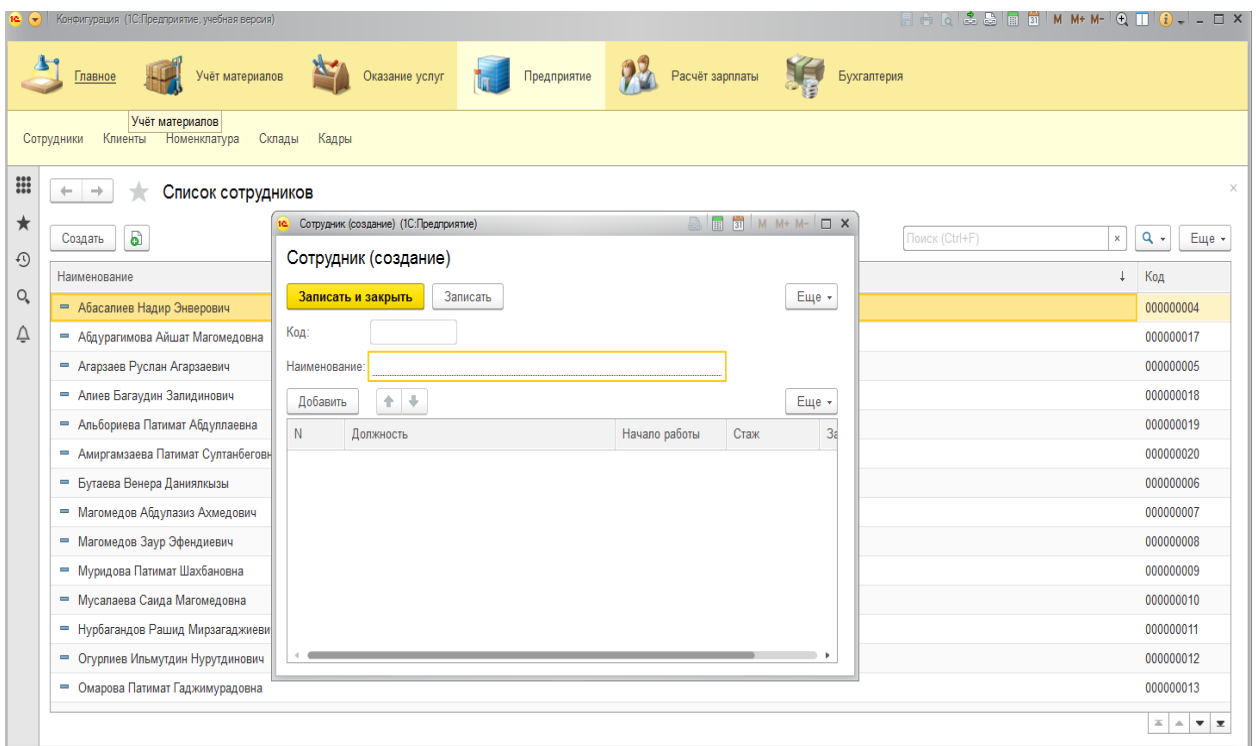 Конфигурация (1С:Предприятие, учебная версия)
M M+ M-
Главное Учёт материалов Оказание услуг Предприятие Расчёт зарплаты Бухгалтерия
Учёт материалов
Сотрудники Клиенты Номенклатура Склады Кадры
Список сотрудников
Создать Поиск (Ctrl+F) x Еще
Наименование ↓ Код
Абасалиев Надир Энверович 000000004
Абдурагимова Айшат Магомедовна 000000017
Агарзаев Руслан Агарзаевич 000000005
Алиев Багаудин Залидинович 000000018
Альбориева Патимат Абдуллаевна 000000019
Амиргамзаева Патимат Султанбеговн 000000020
Бутаева Венера Даниялкызы 000000006
Магомедов Абдулазиз Ахмедович 000000007
Магомедов Заур Эфендиевич 000000008
Муридова Патимат Шахбановна 000000009
Мусалаева Саида Магомедовна 000000010
Нурбагандов Рашид Мирзагаджиеви 000000011
Огурлиев Ильмутдин Нурутдинович 000000012
Омарова Патимат Гаджимурадовна 000000013
Сотрудник (создание) (1С:Предприятие) 31 M M+ M-
Сотрудник (создание)
Записать и закрыть Записать Еще
Код:
Наименование:
Добавить Еще
N Должность Начало работы Стаж За